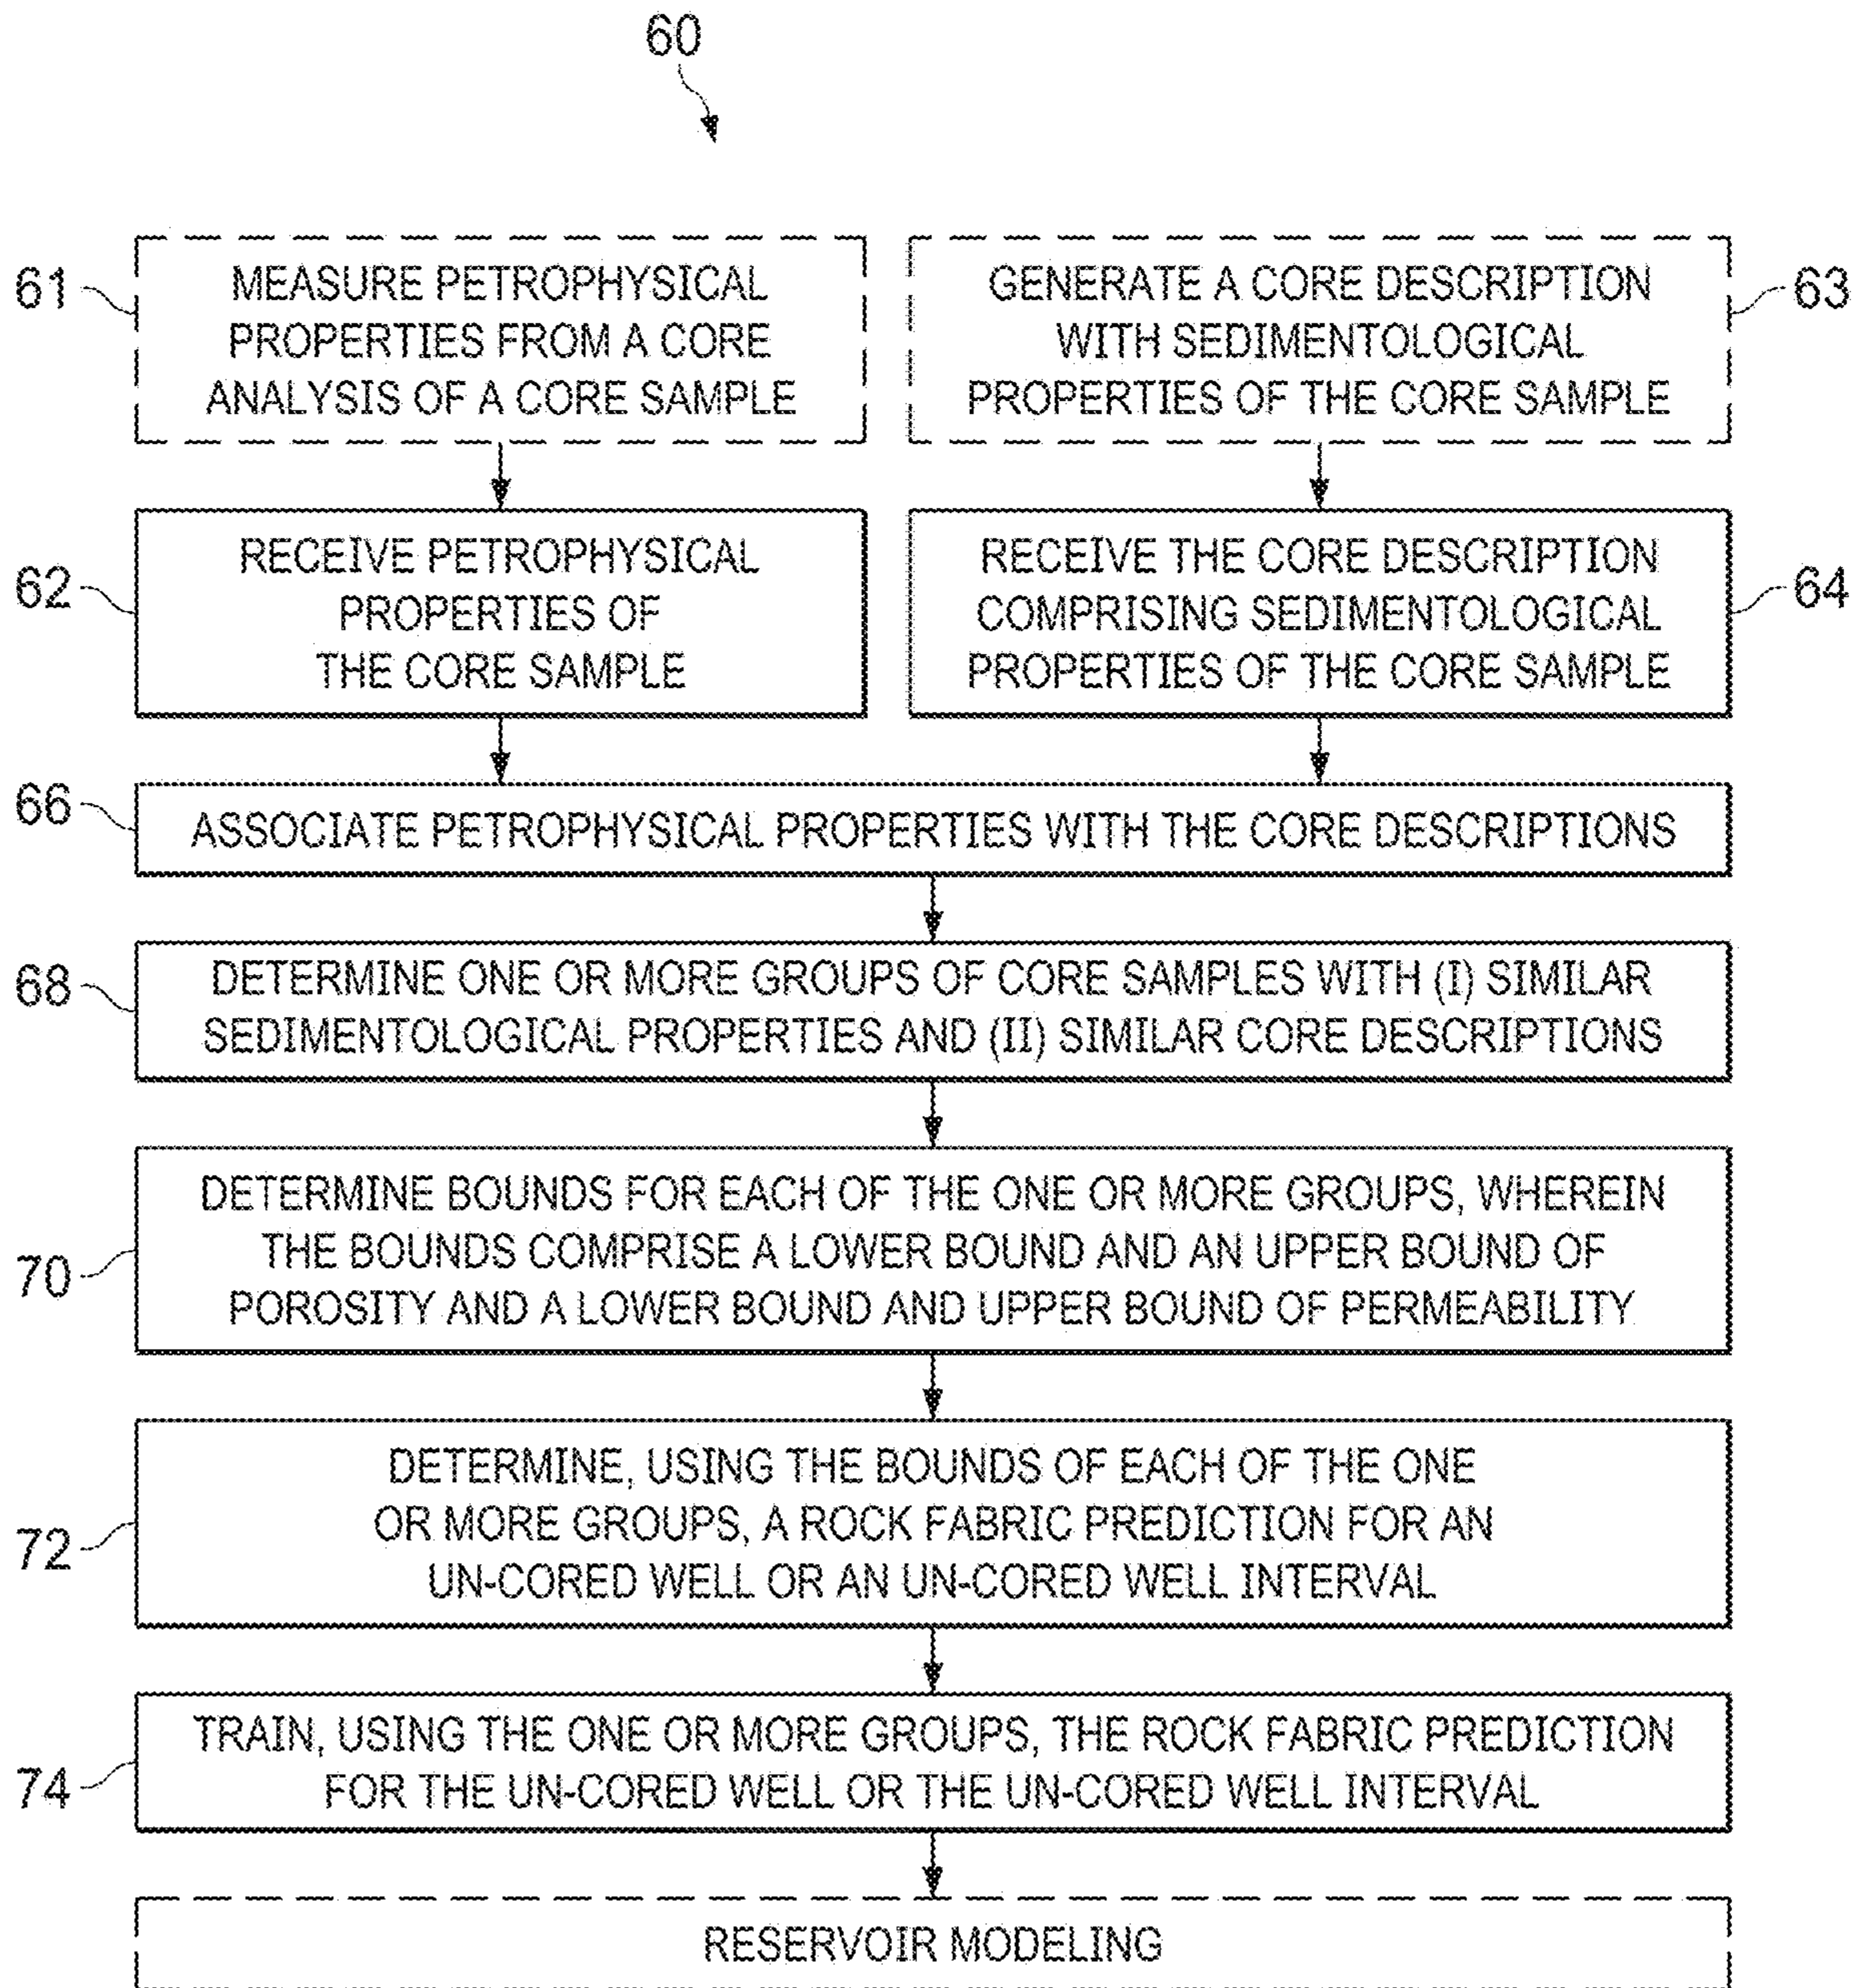 60
61
MEASURE PETROPHYSICAL
PROPERTIES FROM A CORE
ANALYSIS OF A CORE SAMPLE
GENERATE A CORE DESCRIPTION
WITH SEDIMENTOLOGICAL
PROPERTIES OF THE CORE SAMPLE
63
62
RECEIVE PETROPHYSICAL
PROPERTIES OF
THE CORE SAMPLE
RECEIVE THE CORE DESCRIPTION
COMPRISING SEDIMENTOLOGICAL
PROPERTIES OF THE CORE SAMPLE
64
66
ASSOCIATE PETROPHYSICAL PROPERTIES WITH THE CORE DESCRIPTIONS
68
DETERMINE ONE OR MORE GROUPS OF CORE SAMPLES WITH (I) SIMILAR
SEDIMENTOLOGICAL PROPERTIES AND (II) SIMILAR CORE DESCRIPTIONS
70
DETERMINE BOUNDS FOR EACH OF THE ONE OR MORE GROUPS, WHEREIN
THE BOUNDS COMPRISE A LOWER BOUND AND AN UPPER BOUND OF
POROSITY AND A LOWER BOUND AND UPPER BOUND OF PERMEABILITY
72
DETERMINE, USING THE BOUNDS OF EACH OF THE ONE
OR MORE GROUPS, A ROCK FABRIC PREDICTION FOR AN
UN-CORED WELL OR AN UN-CORED WELL INTERVAL
74
TRAIN, USING THE ONE OR MORE GROUPS, THE ROCK FABRIC PREDICTION
FOR THE UN-CORED WELL OR THE UN-CORED WELL INTERVAL
RESERVOIR MODELING